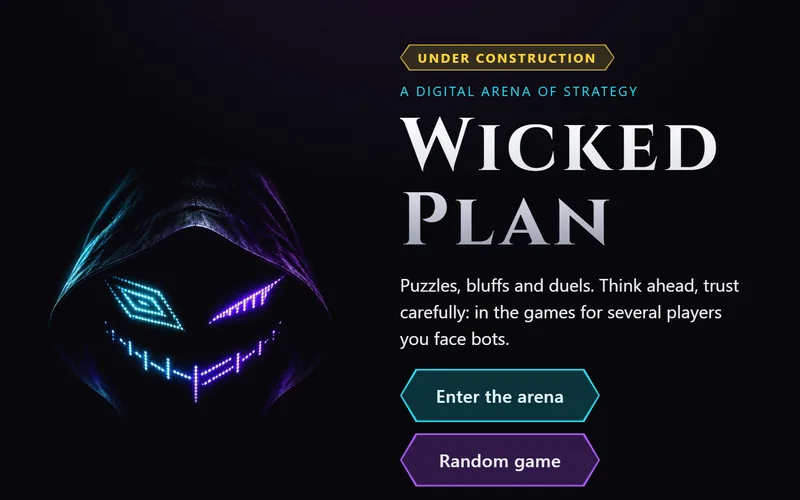 UNDER CONSTRUCTION
A DIGITAL ARENA OF STRATEGY
WICKED
PLAN
Puzzles, bluffs and duels. Think ahead, trust
carefully: in the games for several players
you face bots.
Enter the arena
Random game